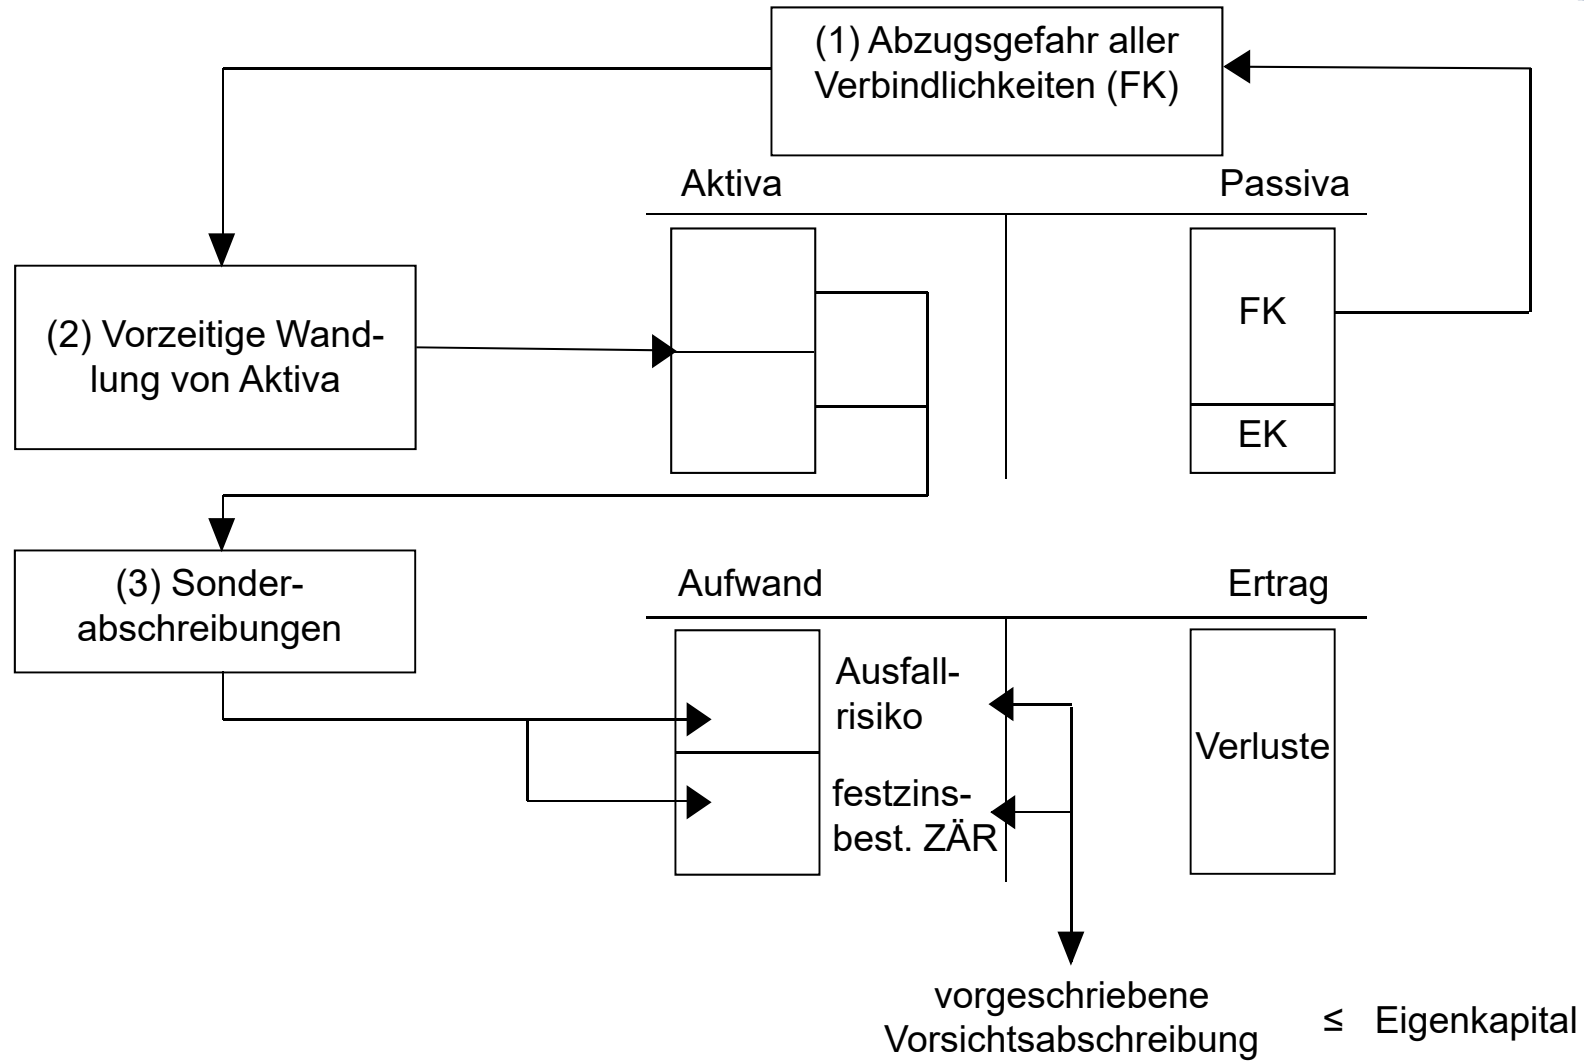 (1) Abzugsgefahr aller
Verbindlichkeiten (FK)
Aktiva
Passiva
(2) Vorzeitige Wand-
lung von Aktiva
FK
EK
(3) Sonder-
abschreibungen
Aufwand
Ertrag
Ausfall-
risiko
festzins-
best. ZÄR
Verluste
vorgeschriebene
Vorsichtsabschreibung
≤ Eigenkapital